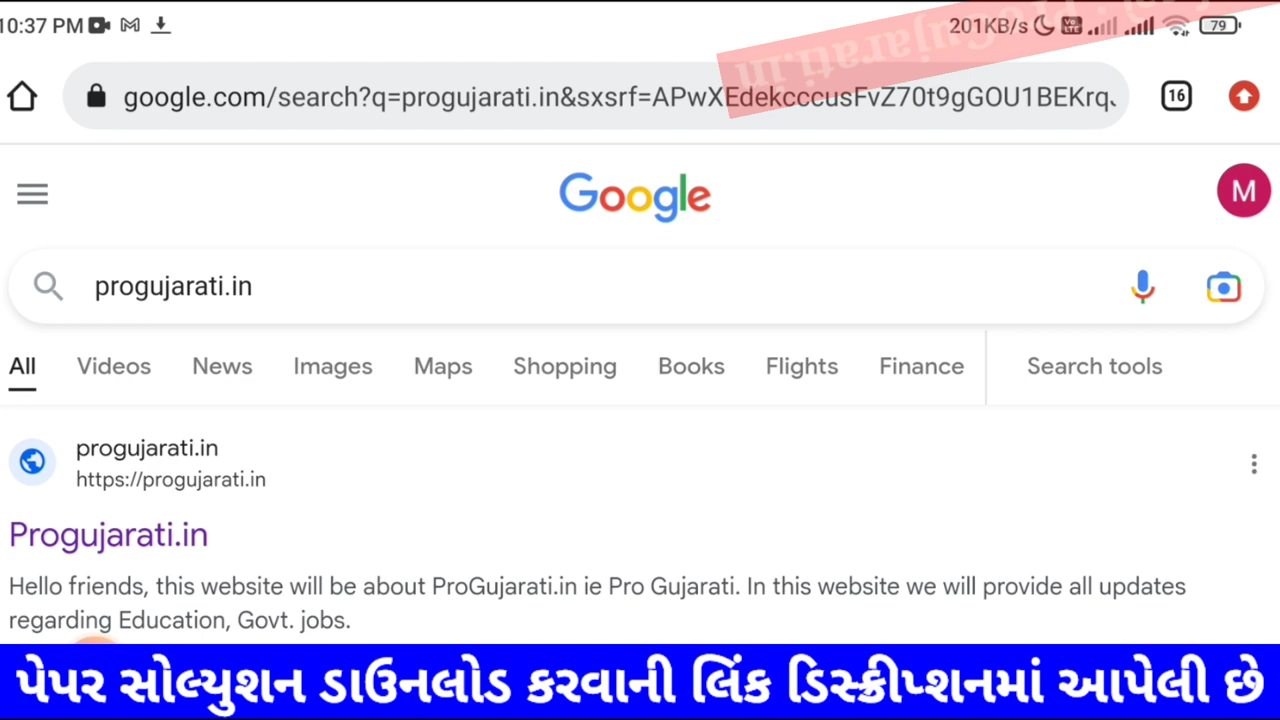 10:37 PM
201KB/s
Vo LTE
79
google.com/search?q=progujarati.in&sxsrf=APwXEdekcccusFvZ70t9gGOU1BEKrq
16
Google
M
progujarati.in
All Videos News Images Maps Shopping Books Flights Finance Search tools
progujarati.in
https://progujarati.in
Progujarati.in
Hello friends, this website will be about ProGujarati.in ie Pro Gujarati. In this website we will provide all updates
regarding Education, Govt. jobs.
પેપર સોલ્યુશન ડાઉનલોડ કરવાની લિંક ડિસ્ક્રીપ્શનમાં આપેલી છે